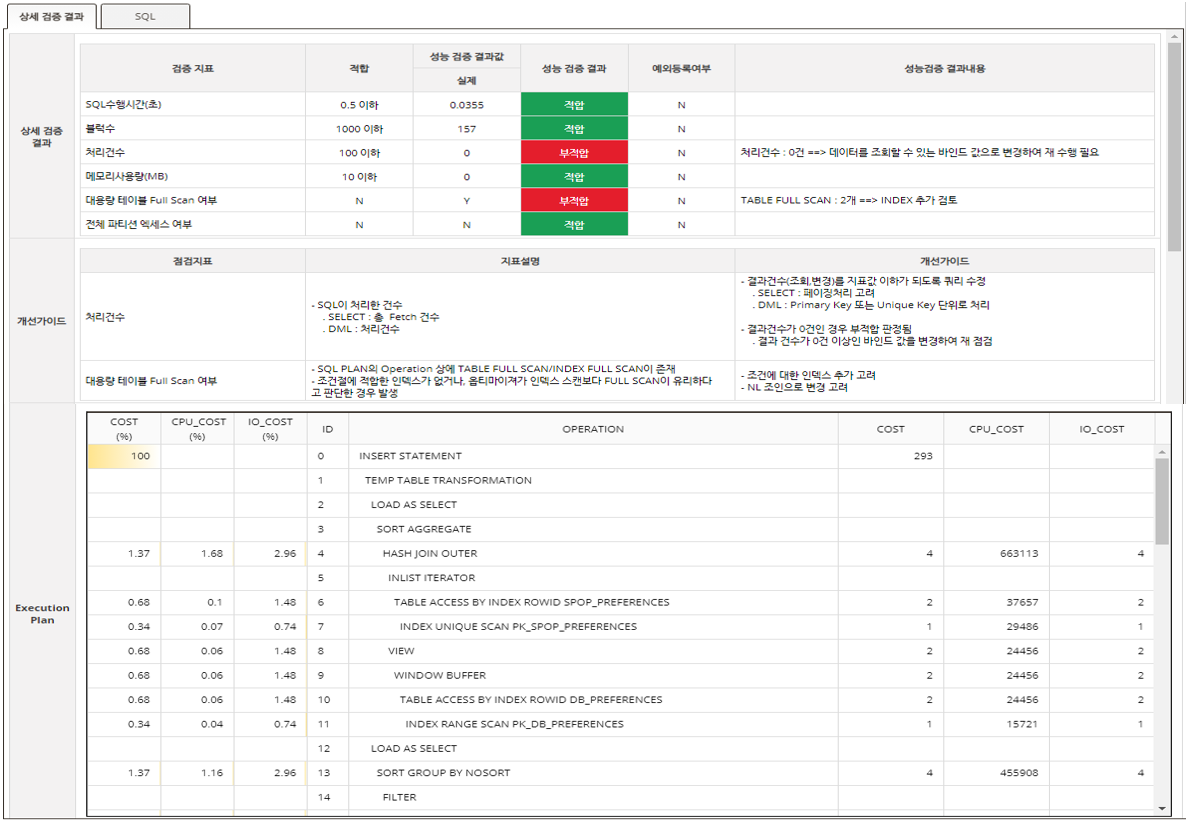 상세 검증 결과 SQL
상세 검증
결과
검증 지표 적합 성능 검증 결과값 성능 검증 결과 예외등록여부 성능검증 결과내용
실제
SQL수행시간(초) 0.5 이하 0.0355 적합 N
블럭수 1000 이하 157 적합 N
처리건수 100 이하 0 부적합 N 처리건수 : 0건 ==> 데이터를 조회할 수 있는 바인드 값으로 변경하여 재 수행 필요
메모리사용량(MB) 10 이하 0 적합 N
대용량 테이블 Full Scan 여부 N Y 부적합 N TABLE FULL SCAN : 2개 ==> INDEX 추가 검토
전체 파티션 엑세스 여부 N N 적합 N
개선가이드
점검지표 지표설명 개선가이드
처리건수
- SQL이 처리한 건수
. SELECT : 총 Fetch 건수
. DML : 처리건수
- 결과건수(조회,변경)를 지표값 이하가 되도록 쿼리 수정
. SELECT : 페이징처리 고려
. DML : Primary Key 또는 Unique Key 단위로 처리
- 결과건수가 0건인 경우 부적합 판정됨
. 결과 건수가 0건 이상인 바인드 값을 변경하여 재 점검
대용량 테이블 Full Scan 여부
- SQL PLAN의 Operation 상에 TABLE FULL SCAN/INDEX FULL SCAN이 존재
- 조건절에 적합한 인덱스가 없거나, 옵티마이져가 인덱스 스캔보다 FULL SCAN이 유리하다
고 판단한 경우 발생
- 조건에 대한 인덱스 추가 고려
- NL 조인으로 변경 고려
Execution
Plan
COST (%) CPU_COST (%) IO_COST (%) ID OPERATION COST CPU_COST IO_COST
100 0 INSERT STATEMENT 293
1 TEMP TABLE TRANSFORMATION
2 LOAD AS SELECT
3 SORT AGGREGATE
1.37 1.68 2.96 4 HASH JOIN OUTER 4 663113 4
5 INLIST ITERATOR
0.68 0.1 1.48 6 TABLE ACCESS BY INDEX ROWID SPOP_PREFERENCES 2 37657 2
0.34 0.07 0.74 7 INDEX UNIQUE SCAN PK_SPOP_PREFERENCES 1 29486 1
0.68 0.06 1.48 8 VIEW 2 24456 2
0.68 0.06 1.48 9 WINDOW BUFFER 2 24456 2
0.68 0.06 1.48 10 TABLE ACCESS BY INDEX ROWID DB_PREFERENCES 2 24456 2
0.34 0.04 0.74 11 INDEX RANGE SCAN PK_DB_PREFERENCES 1 15721 1
12 LOAD AS SELECT
1.37 1.16 2.96 13 SORT GROUP BY NOSORT 4 455908 4
14 FILTER